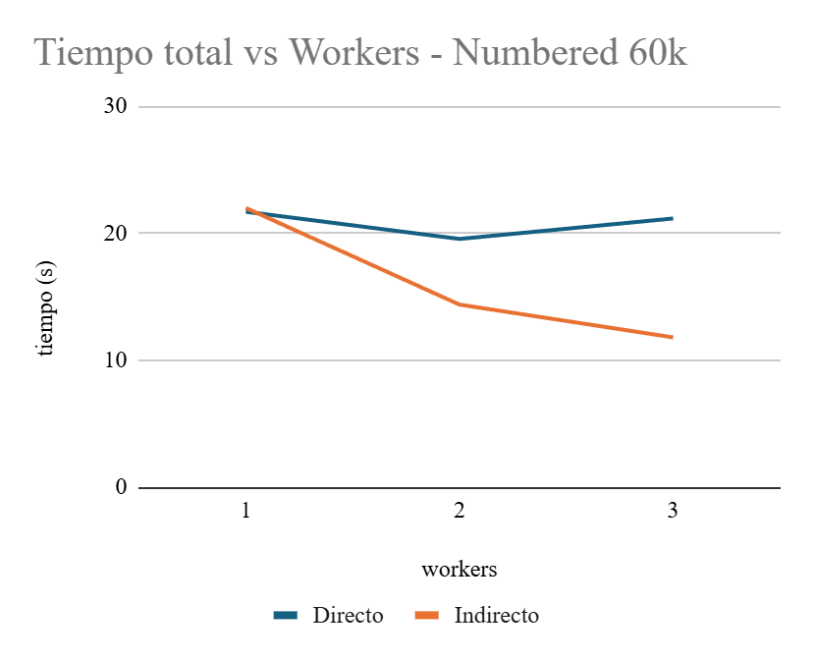 Tiempo total vs Workers - Numbered 60k
30
20
10
0
tiempo (s)
1 2 3
workers
Directo Indirecto